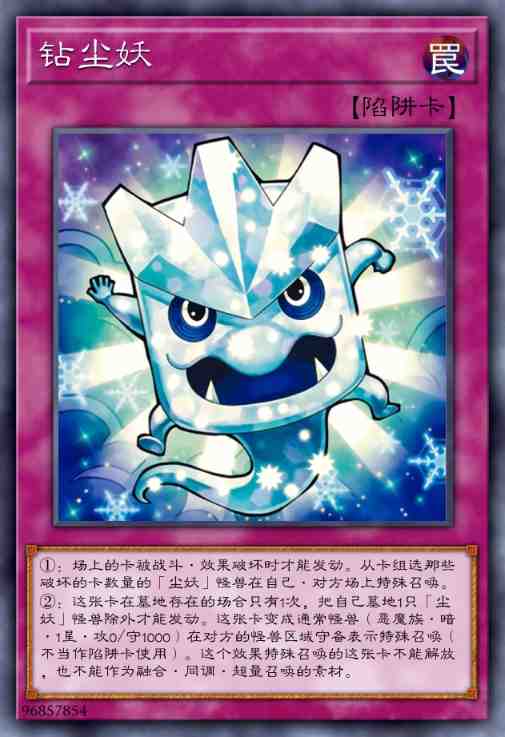 钻尘妖
罠
【陷阱卡】
①：场上的卡被战斗·效果破坏时才能发动。从卡组选那些
破坏的卡数量的「尘妖」怪兽在自己·对方场上特殊召唤。
②：这张卡在墓地存在的场合只有1次，把自己墓地1只「尘
妖」怪兽除外才能发动。这张卡变成通常怪兽（恶魔族·暗
·1星·攻0/守1000）在对方的怪兽区域守备表示特殊召唤（
不当作陷阱卡使用）。这个效果特殊召唤的这张卡不能解放
，也不能作为融合·同调·超量召唤的素材。
96857854